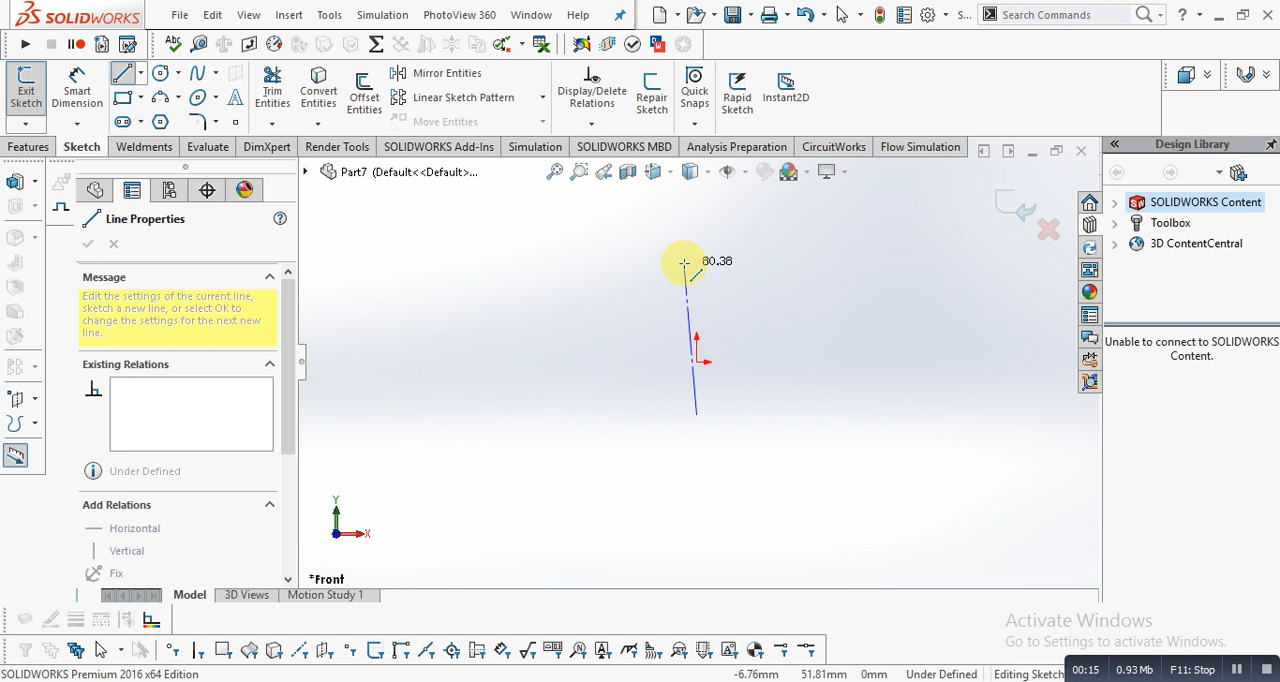 SOLIDWORKS File Edit View Insert Tools Simulation PhotoView 360 Window Help S... Search Commands
Exit Sketch
Smart Dimension
Trim Entities
Convert Entities
Offset Entities
Mirror Entities
Linear Sketch Pattern
Move Entities
Display/Delete Relations
Repair Sketch
Quick Snaps
Rapid Sketch
Instant2D
Features Sketch Weldments Evaluate DimXpert Render Tools SOLIDWORKS Add-Ins Simulation SOLIDWORKS MBD Analysis Preparation CircuitWorks Flow Simulation
Design Library
Part7 (Default<<Default>...
SOLIDWORKS Content
Toolbox
3D ContentCentral
Unable to connect to SOLIDWORKS
Content.
Line Properties
Message
Edit the settings of the current line,
sketch a new line, or select OK to
change the settings for the next new
line.
Existing Relations
Under Defined
Add Relations
Horizontal
Vertical
Fix
80.38
Y
X
*Front
Model 3D Views Motion Study 1
Activate Windows
Go to Settings to activate Windows.
SOLIDWORKS Premium 2016 x64 Edition -6.76mm 51.81mm 0mm Under Defined Editing Sketch
00:15 0.93 Mb F11: Stop